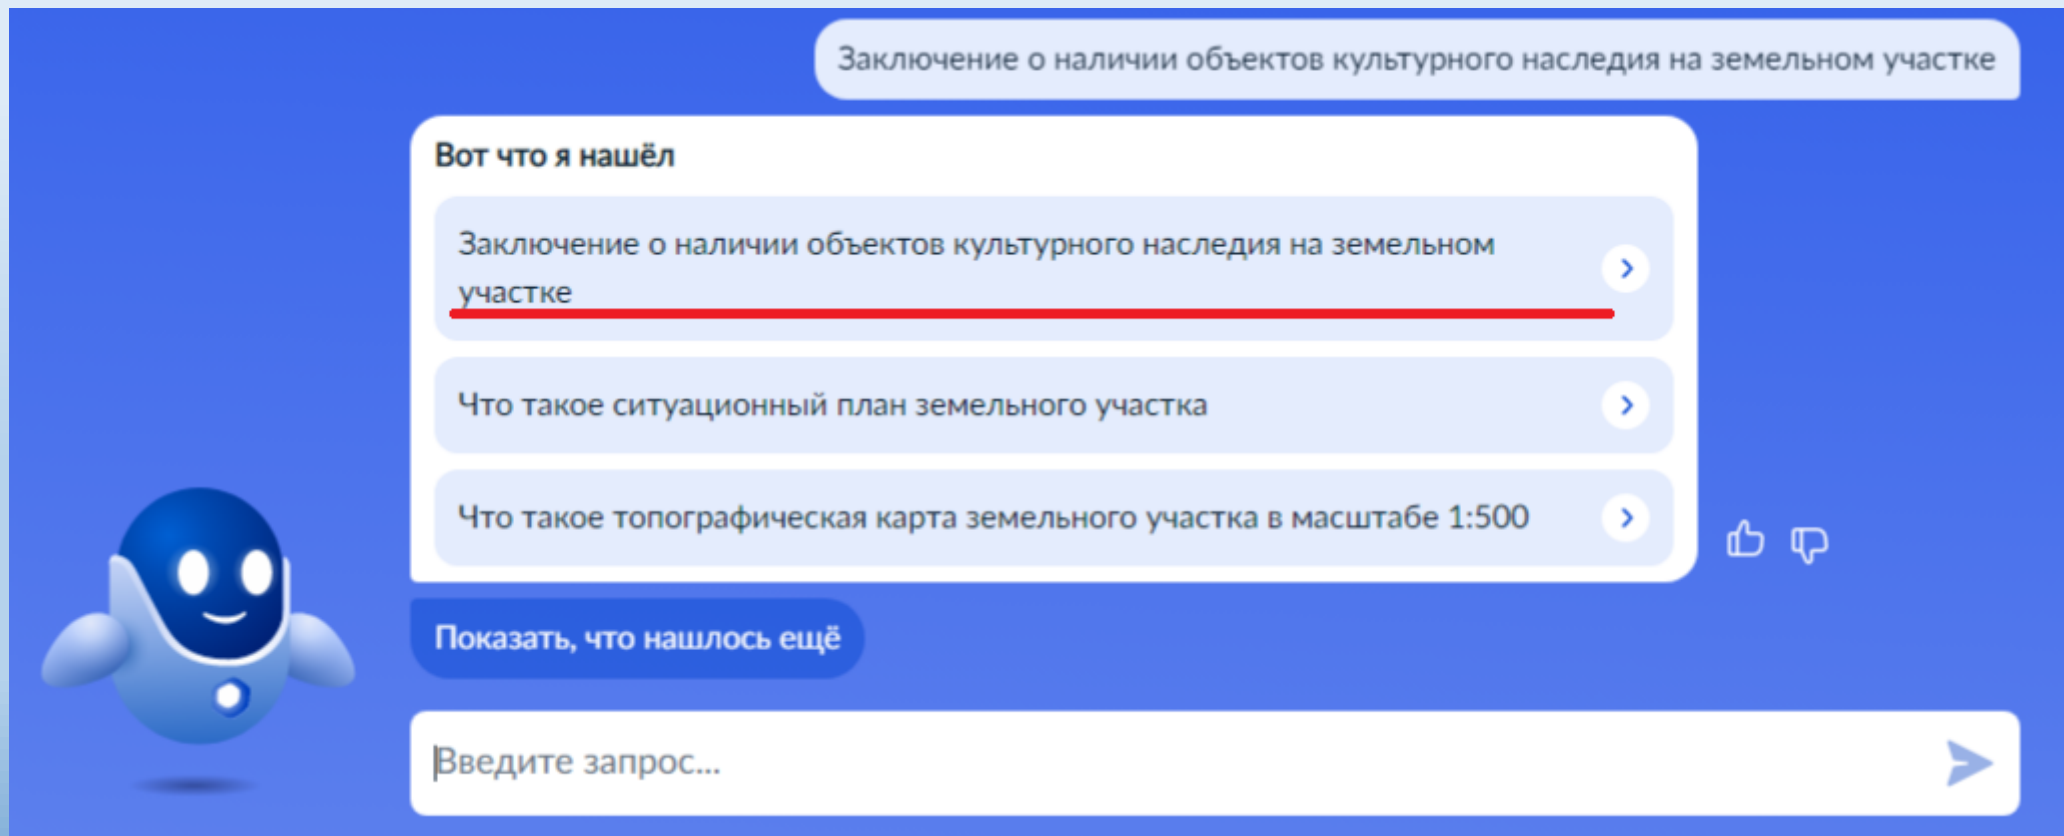 Заключение о наличии объектов культурного наследия на земельном участке
Вот что я нашёл
Заключение о наличии объектов культурного наследия на земельном
участке
Что такое ситуационный план земельного участка
Что такое топографическая карта земельного участка в масштабе 1:500
Показать, что нашлось ещё
Введите запрос...